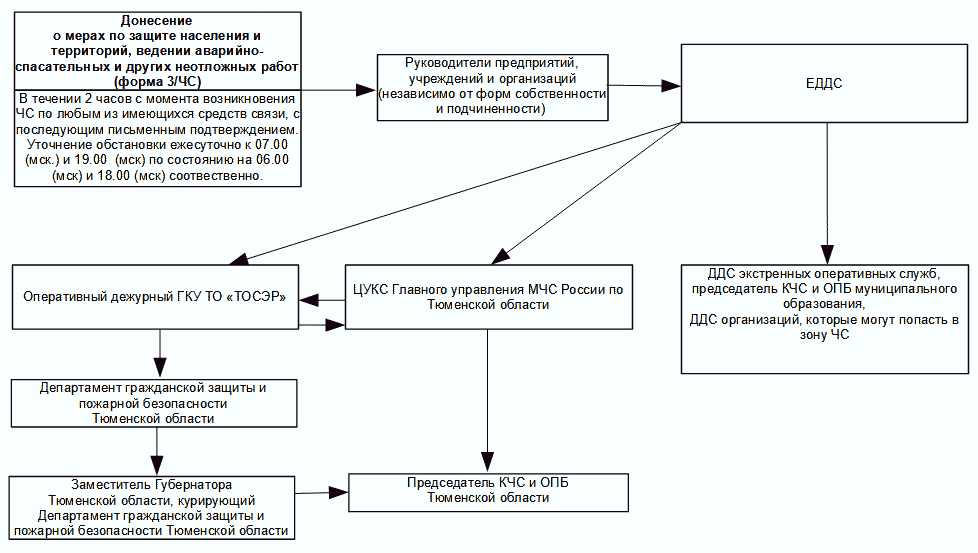 Донесение
о мерах по защите населения и
территорий, ведении аварийно-
спасательных и других неотложных работ
(форма 3/ЧС)
В течении 2 часов с момента возникновения
ЧС по любым из имеющихся средств связи, с
последующим письменным подтверждением.
Уточнение обстановки ежесуточно к 07.00
(мск.) и 19.00 (мск) по состоянию на 06.00
(мск) и 18.00 (мск) соотвественно.
Руководители предприятий,
учреждений и организаций
(независимо от форм собственности
и подчиненности)
ЕДДС
Оперативный дежурный ГКУ ТО «ТОСЭР»
ЦУКС Главного управления МЧС России по
Тюменской области
ДДС экстренных оперативных служб,
председатель КЧС и ОПБ муниципального
образования,
ДДС организаций, которые могут попасть в
зону ЧС
Департамент гражданской защиты и
пожарной безопасности
Тюменской области
Заместитель Губернатора
Тюменской области, курирующий
Департамент гражданской защиты и
пожарной безопасности Тюменской области
Председатель КЧС и ОПБ
Тюменской области